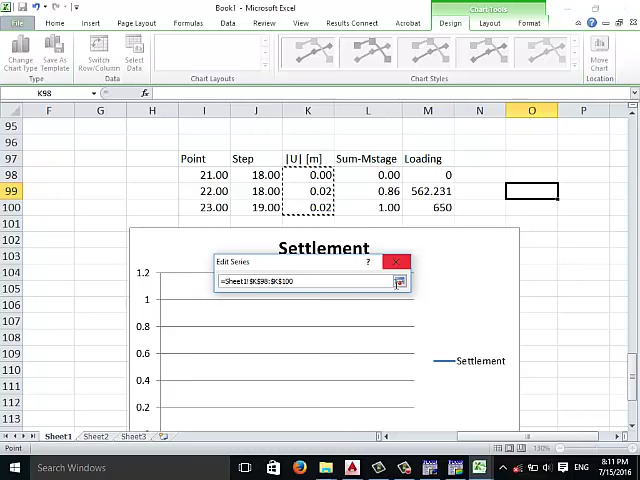 Book1 - Microsoft Excel
Chart Tools
File Home Insert Page Layout Formulas Data Review View Results Connect Acrobat Design Layout Format
Change Chart Type
Save As Template
Switch Row/Column
Select Data
Move Chart
Type Data Chart Layouts Chart Styles Location
K98 fx
F G H I J K L M N O P
95
96
97 Point Step |U| [m] Sum-Mstage Loading
98 21.00 18.00 0.00 0.00 0
99 22.00 18.00 0.02 0.86 562.231
100 23.00 19.00 0.02 1.00 650
101
102
103 Settlement
Edit Series ?
=Sheet1!$K$98:$K$100
104 1.2
105
106 1
107
108 0.8
109 0.6 Settlement
110
111 0.4
112
113 0.2
Sheet1 Sheet2 Sheet3
Point 130%
Search Windows
ENG
8:11 PM
7/15/2016